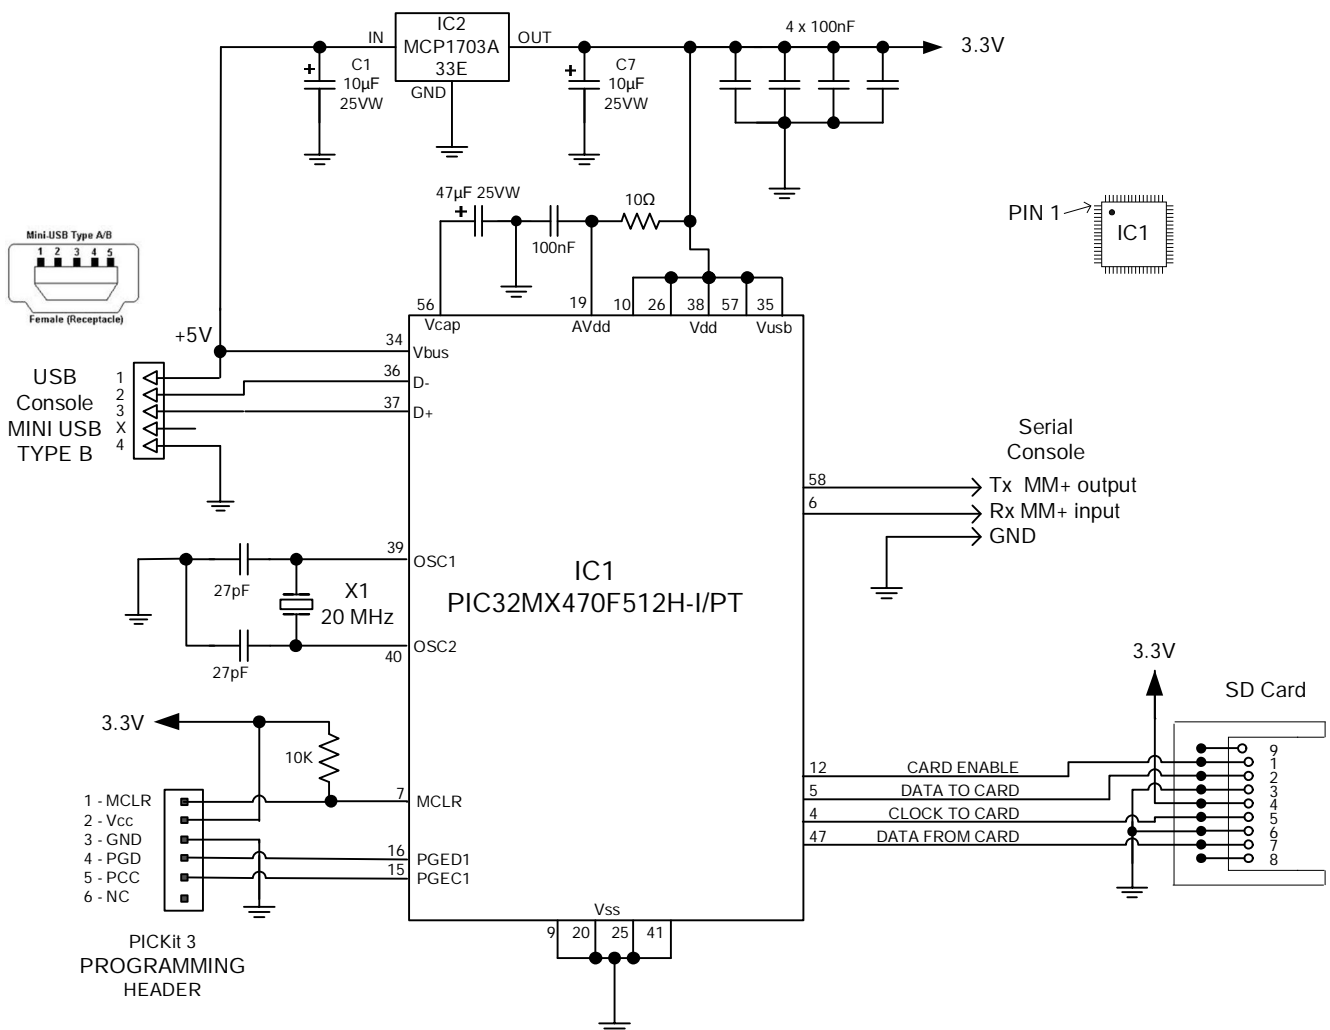 IC2
MCP1703A
33E
IN
OUT
GND
C1
10µF
25VW
C7
10µF
25VW
4 x 100nF
3.3V
47µF 25VW
100nF
10Ω
PIN 1
IC1
Mini-USB Type A/B
1 2 3 4 5
Female (Receptacle)
+5V
USB
Console
MINI USB
TYPE B
1
2
3
X
4
56
Vcap
19
AVdd
10
26
38
57
35
Vdd
Vusb
34
Vbus
36
D-
37
D+
Serial
Console
58
Tx MM+ output
6
Rx MM+ input
GND
39
OSC1
27pF
X1
20 MHz
OSC2
40
27pF
IC1
PIC32MX470F512H-I/PT
3.3V
10K
7
MCLR
1 - MCLR
2 - Vcc
3 - GND
4 - PGD
5 - PCC
6 - NC
16
PGED1
15
PGEC1
PICKit 3
PROGRAMMING
HEADER
Vss
9
20
25
41
3.3V
SD Card
12
CARD ENABLE
5
DATA TO CARD
4
CLOCK TO CARD
47
DATA FROM CARD
9
1
2
3
4
5
6
7
8